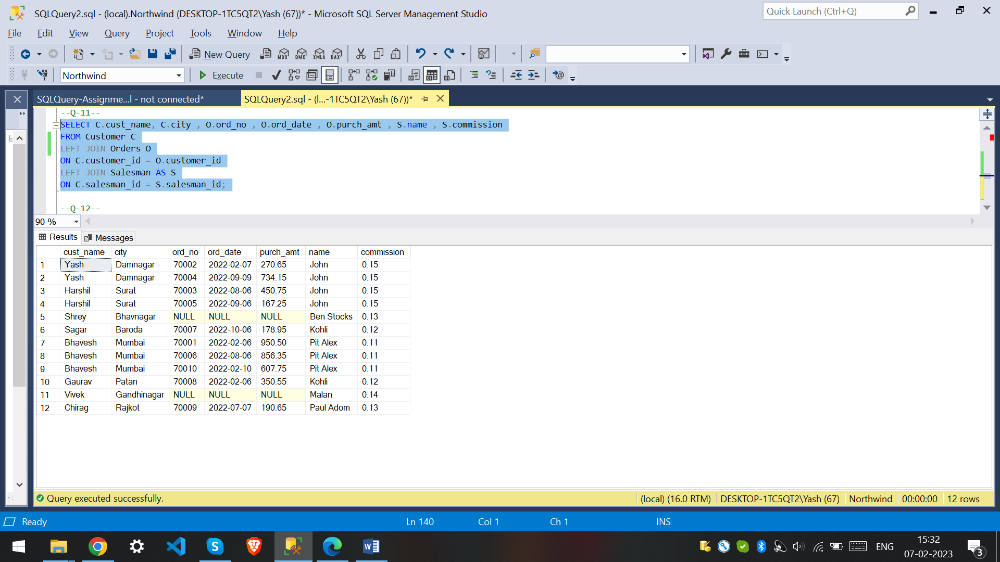 SQLQuery2.sql - (local).Northwind (DESKTOP-1TC5QT2\Yash (67))* - Microsoft SQL Server Management Studio
Quick Launch (Ctrl+Q)
File Edit View Query Project Tools Window Help
New Query MDX DMX XMLA DAX
Northwind Execute
SQLQuery-Assignme...l - not connected* SQLQuery2.sql - (l...-1TC5QT2\Yash (67))*
--Q-11--
SELECT C.cust_name, C.city , O.ord_no , O.ord_date , O.purch_amt , S.name , S.commission
FROM Customer C
LEFT JOIN Orders O
ON C.customer_id = O.customer_id
LEFT JOIN Salesman AS S
ON C.salesman_id = S.salesman_id;
--Q-12--
90 %
Results Messages
cust_name city ord_no ord_date purch_amt name commission
1 Yash Damnagar 70002 2022-02-07 270.65 John 0.15
2 Yash Damnagar 70004 2022-09-09 734.15 John 0.15
3 Harshil Surat 70003 2022-08-06 450.75 John 0.15
4 Harshil Surat 70005 2022-09-06 167.25 John 0.15
5 Shrey Bhavnagar NULL NULL NULL Ben Stocks 0.13
6 Sagar Baroda 70007 2022-10-06 178.95 Kohli 0.12
7 Bhavesh Mumbai 70001 2022-02-06 950.50 Pit Alex 0.11
8 Bhavesh Mumbai 70006 2022-08-06 856.35 Pit Alex 0.11
9 Bhavesh Mumbai 70010 2022-02-10 607.75 Pit Alex 0.11
10 Gaurav Patan 70008 2022-02-06 350.55 Kohli 0.12
11 Vivek Gandhinagar NULL NULL NULL Malan 0.14
12 Chirag Rajkot 70009 2022-07-07 190.65 Paul Adom 0.13
Query executed successfully. (local) (16.0 RTM) DESKTOP-1TC5QT2\Yash (67) Northwind 00:00:00 12 rows
Ready Ln 140 Col 1 Ch 1 INS
ENG 15:32
07-02-2023 3